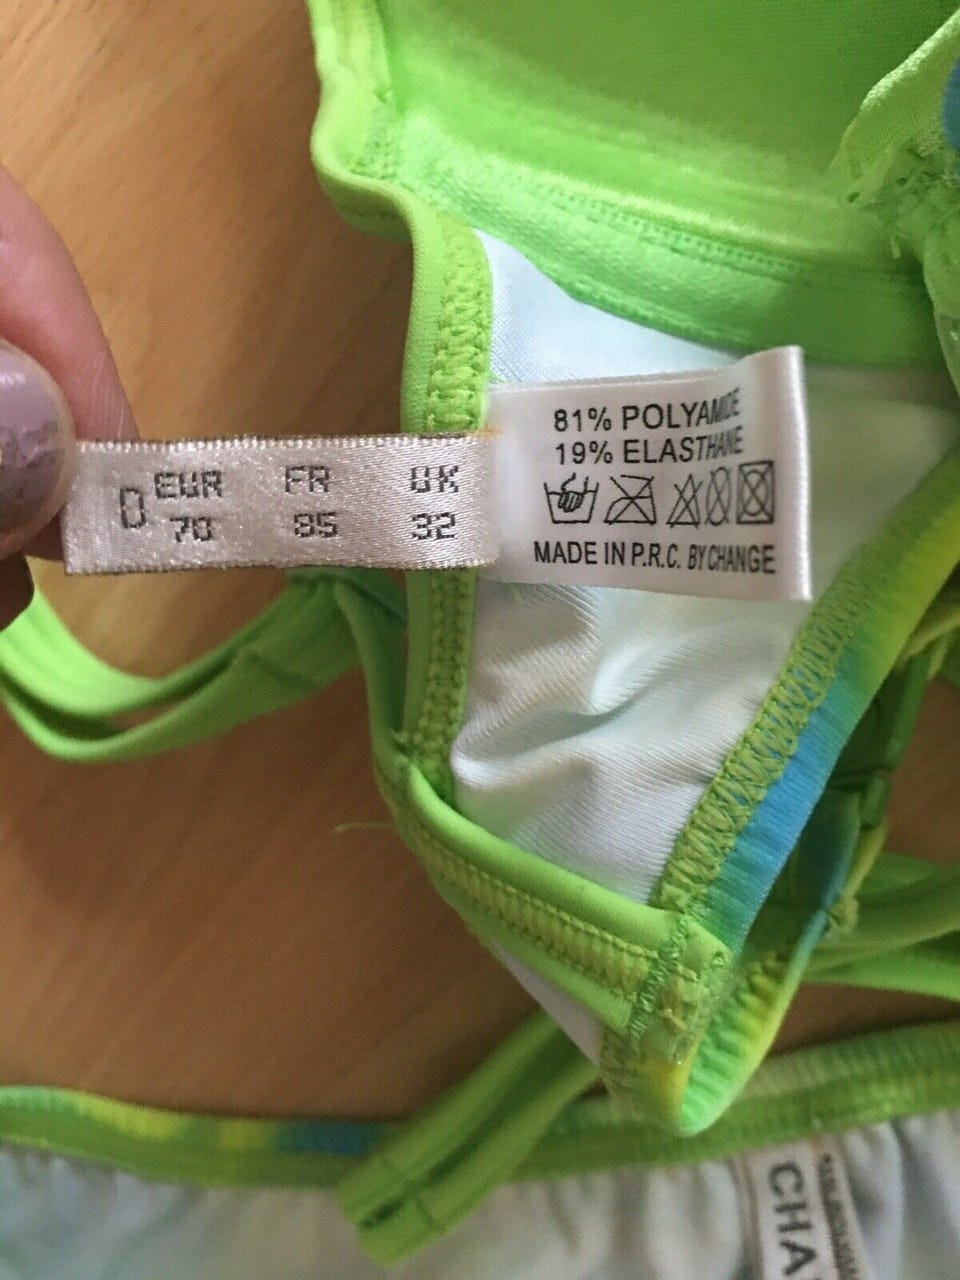 D EUR FR UK
70 85 32
81% POLYAMIDE
19% ELASTHANE
MADE IN P.R.C. BY CHANGE
CHA